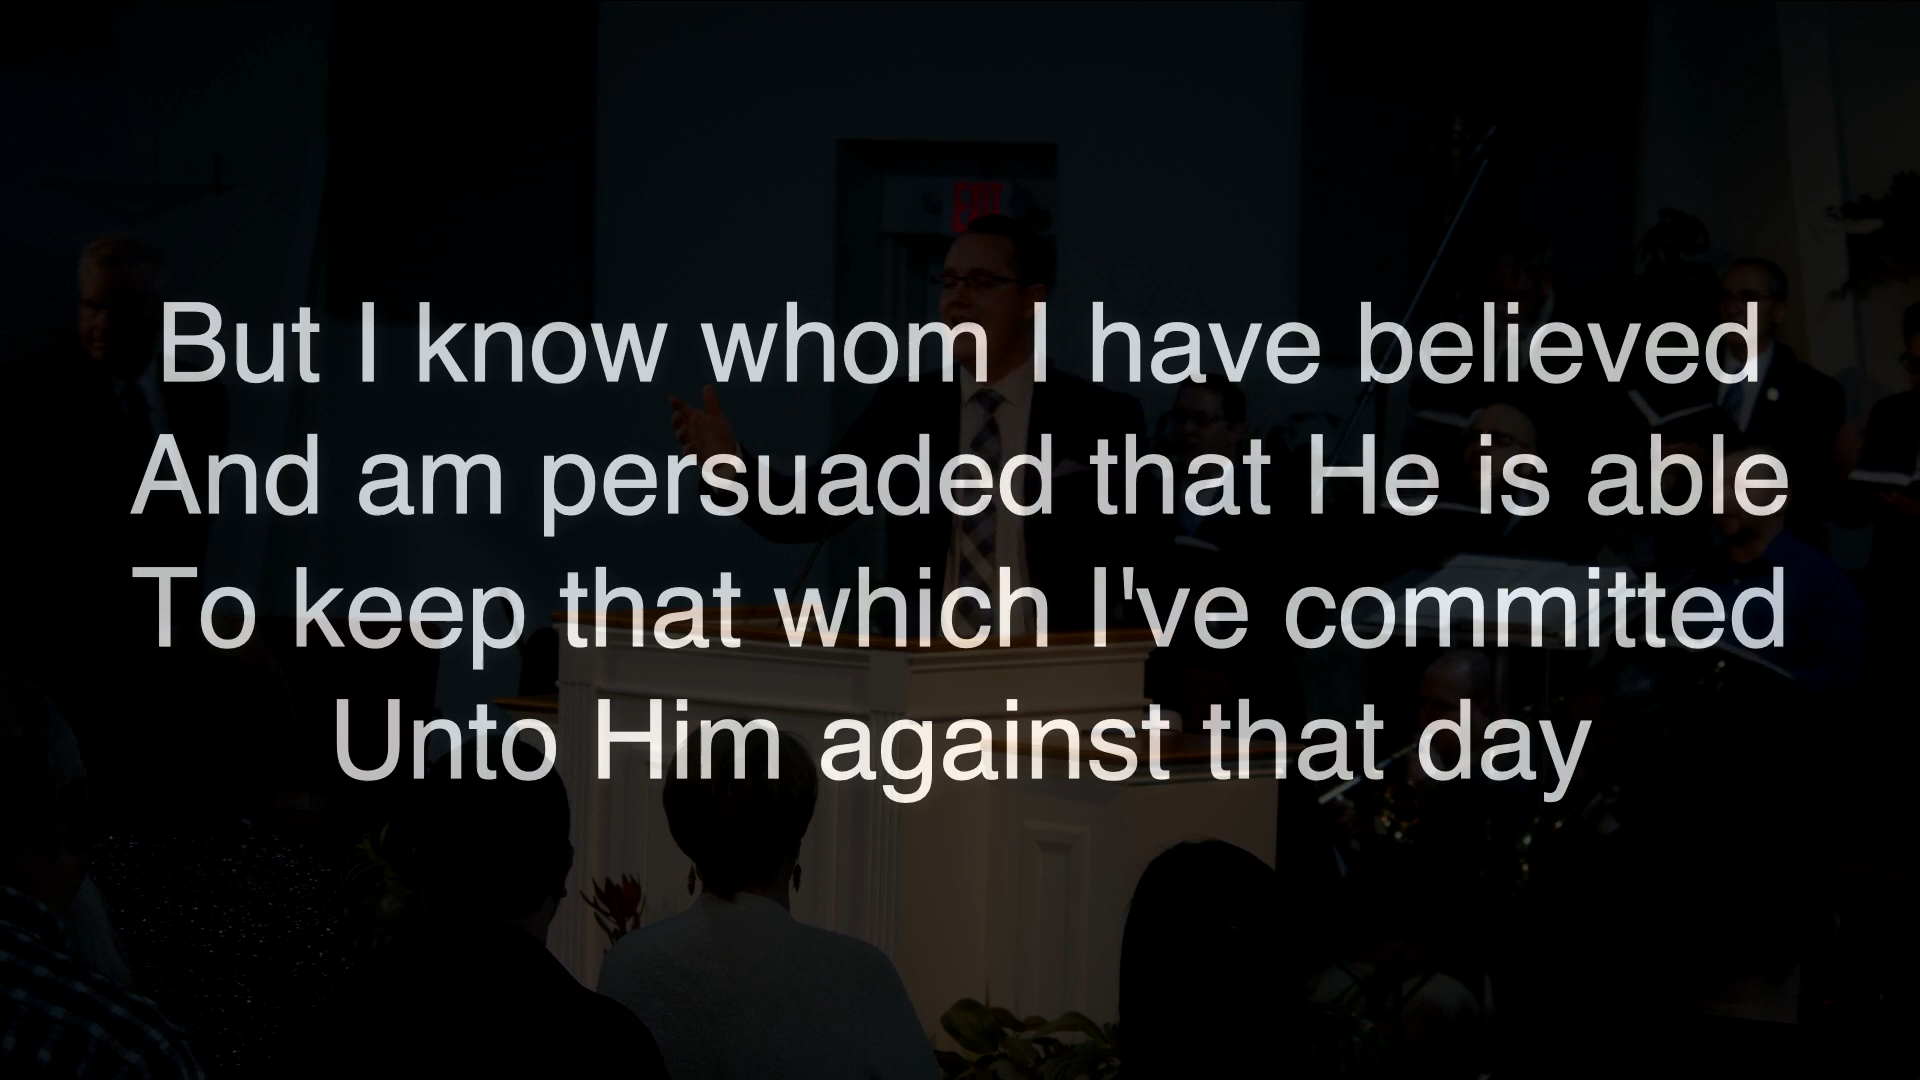 EXIT
But I know whom I have believed
And am persuaded that He is able
To keep that which I've committed
Unto Him against that day